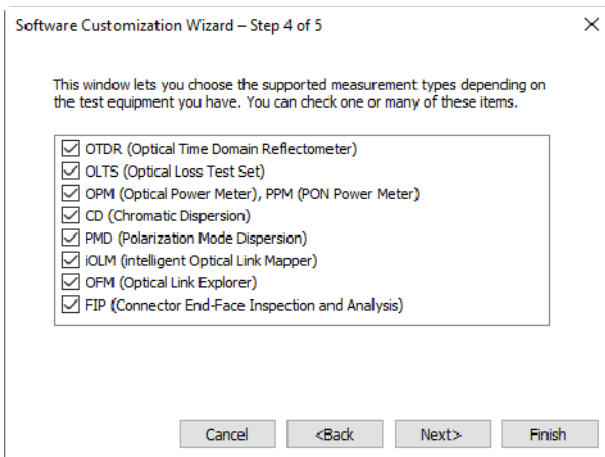 Software Customization Wizard – Step 4 of 5
This window lets you choose the supported measurement types depending on
the test equipment you have. You can check one or many of these items.
OTDR (Optical Time Domain Reflectometer)
OLTS (Optical Loss Test Set)
OPM (Optical Power Meter), PPM (PON Power Meter)
CD (Chromatic Dispersion)
PMD (Polarization Mode Dispersion)
iOLM (intelligent Optical Link Mapper)
OFM (Optical Link Explorer)
FIP (Connector End-Face Inspection and Analysis)
Cancel <Back Next> Finish